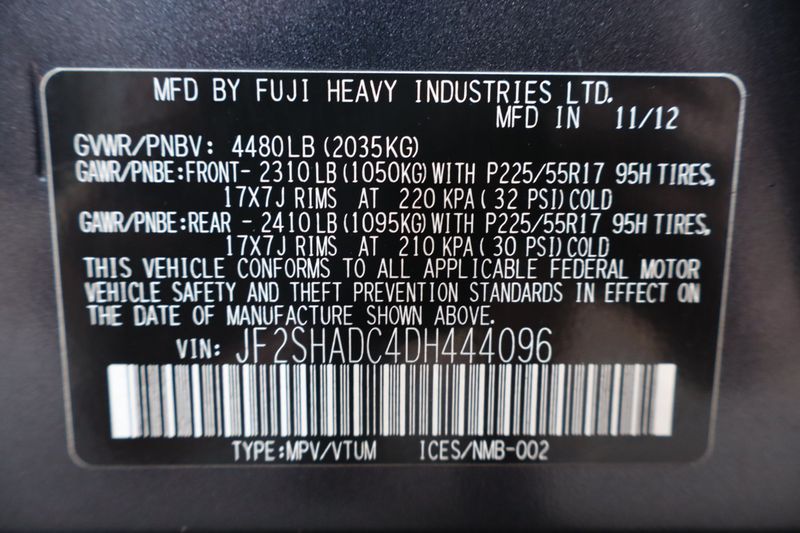 MFD BY FUJI HEAVY INDUSTRIES LTD.
MFD IN 11/12
GVWR/PNBV: 4480LB(2035KG)
GAWR/PNBE:FRONT- 2310LB(1050KG)WITH P225/55R17 95H TIRES,
17X7J RIMS AT 220 KPA(32 PSI)COLD
GAWR/PNBE:REAR - 2410LB(1095KG)WITH P225/55R17 95H TIRES,
17X7J RIMS AT 210 KPA(30 PSI)COLD
THIS VEHICLE CONFORMS TO ALL APPLICABLE FEDERAL MOTOR
VEHICLE SAFETY AND THEFT PREVENTION STANDARDS IN EFFECT ON
THE DATE OF MANUFACTURE SHOWN ABOVE.
VIN: JF2SHADC4DH444096
TYPE:MPV/VTUM ICES/NMB-002